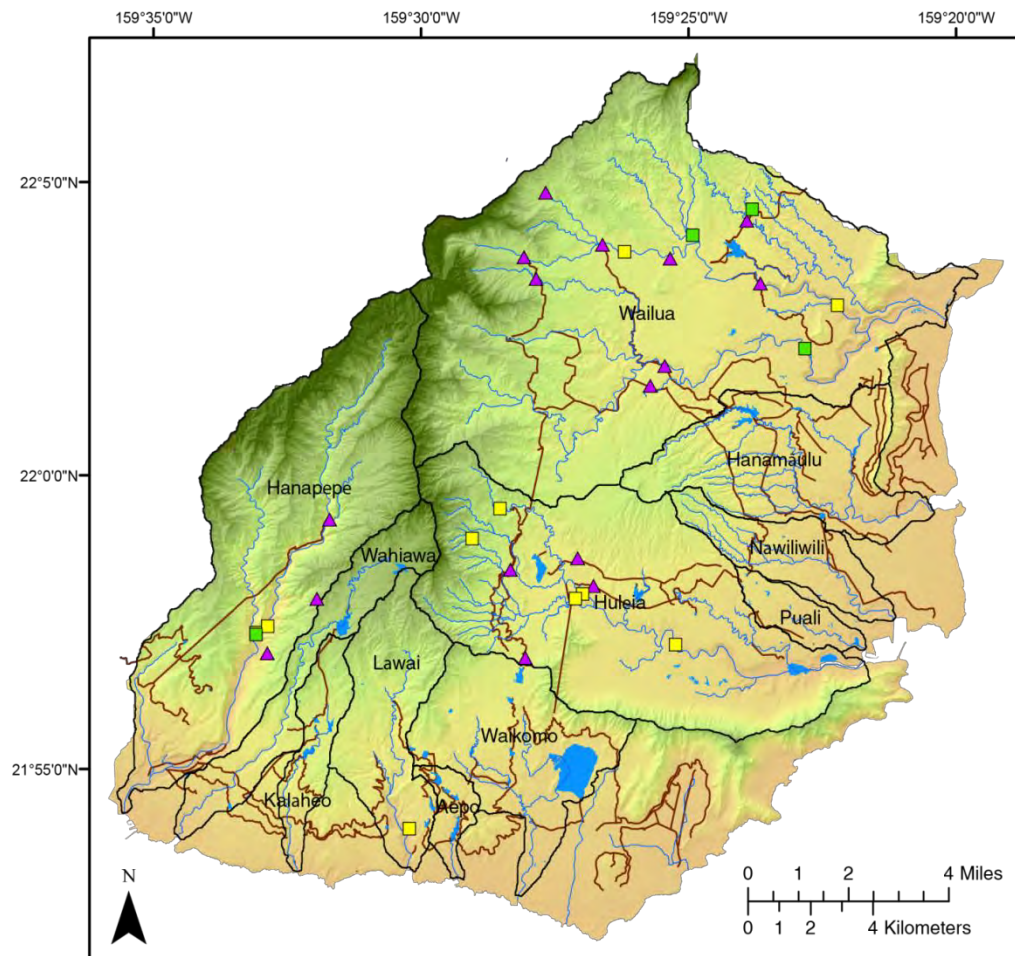 159°35'0"W 159°30'0"W 159°25'0"W 159°20'0"W
22°5'0"N
Wailua
22°0'0"N
Hanamāulu
Hanapepe
Wahiawa
Nawiliwili
Huleia
Puali
Lawai
Waikomo
21°55'0"N
Kalaheo
Aepo
N
0 1 2 4 Miles
0 1 2 4 Kilometers